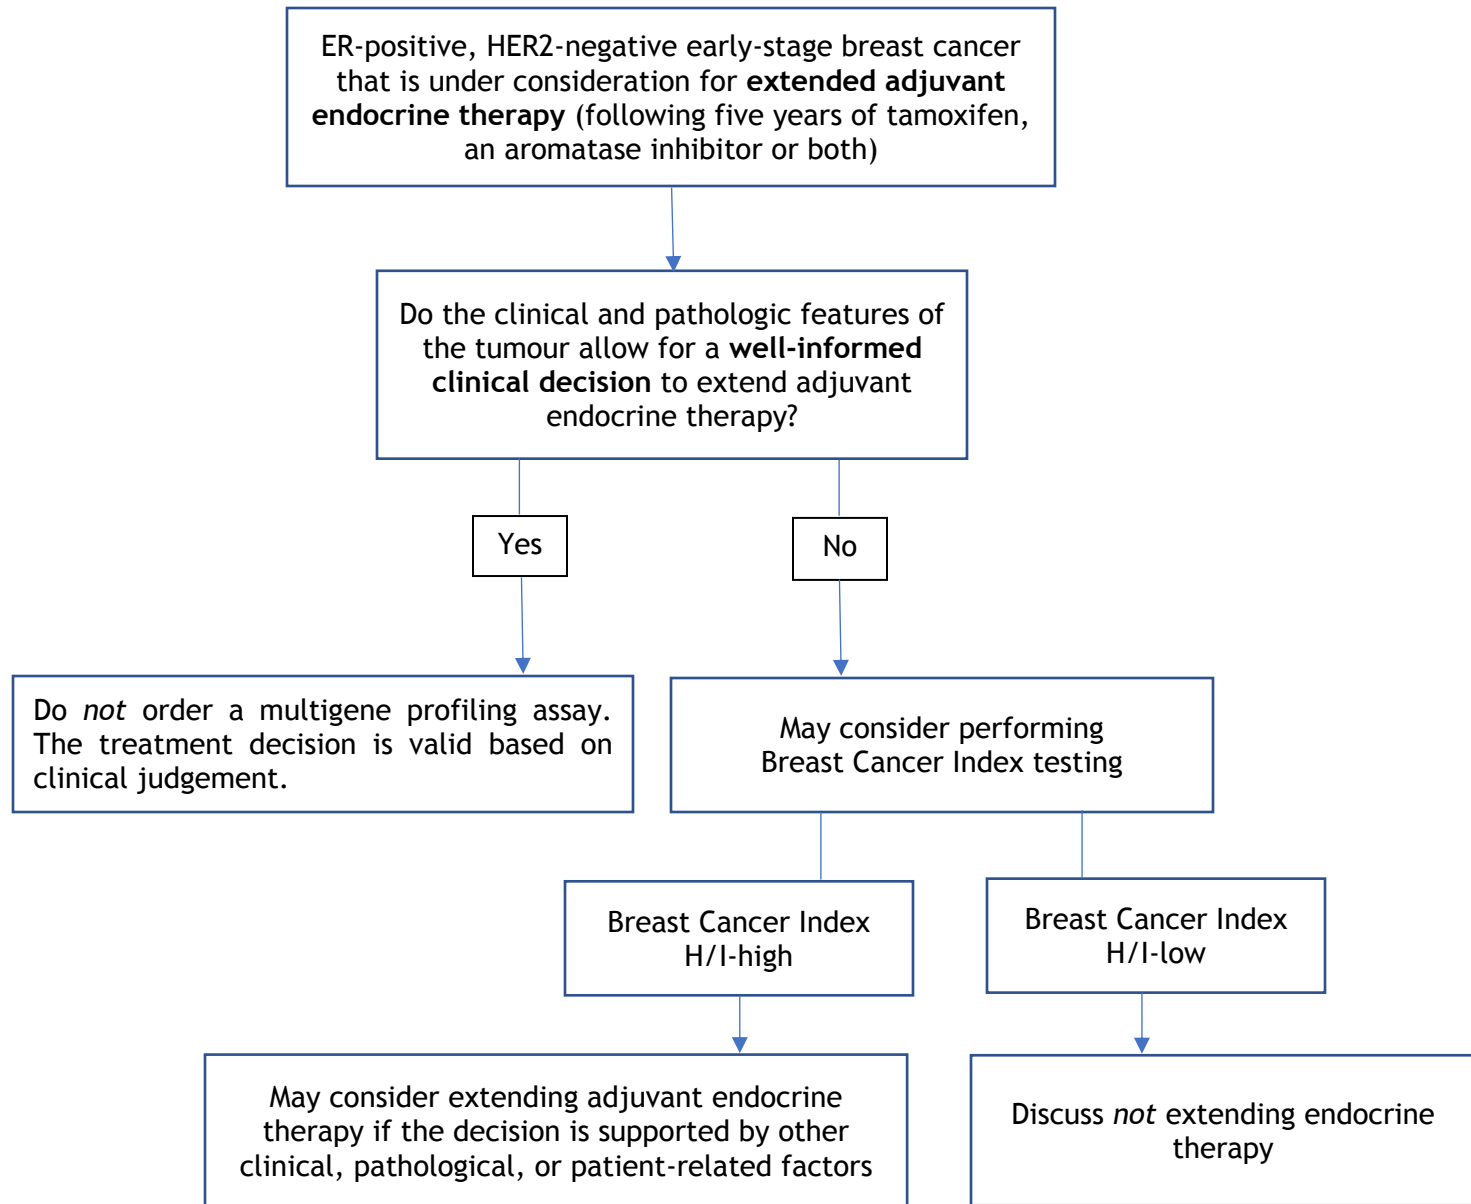 ER-positive, HER2-negative early-stage breast cancer
that is under consideration for extended adjuvant
endocrine therapy (following five years of tamoxifen,
an aromatase inhibitor or both)
Do the clinical and pathologic features of
the tumour allow for a well-informed
clinical decision to extend adjuvant
endocrine therapy?
Yes
No
Do not order a multigene profiling assay.
The treatment decision is valid based on
clinical judgement.
May consider performing
Breast Cancer Index testing
Breast Cancer Index
H/I-high
Breast Cancer Index
H/I-low
May consider extending adjuvant endocrine
therapy if the decision is supported by other
clinical, pathological, or patient-related factors
Discuss not extending endocrine
therapy